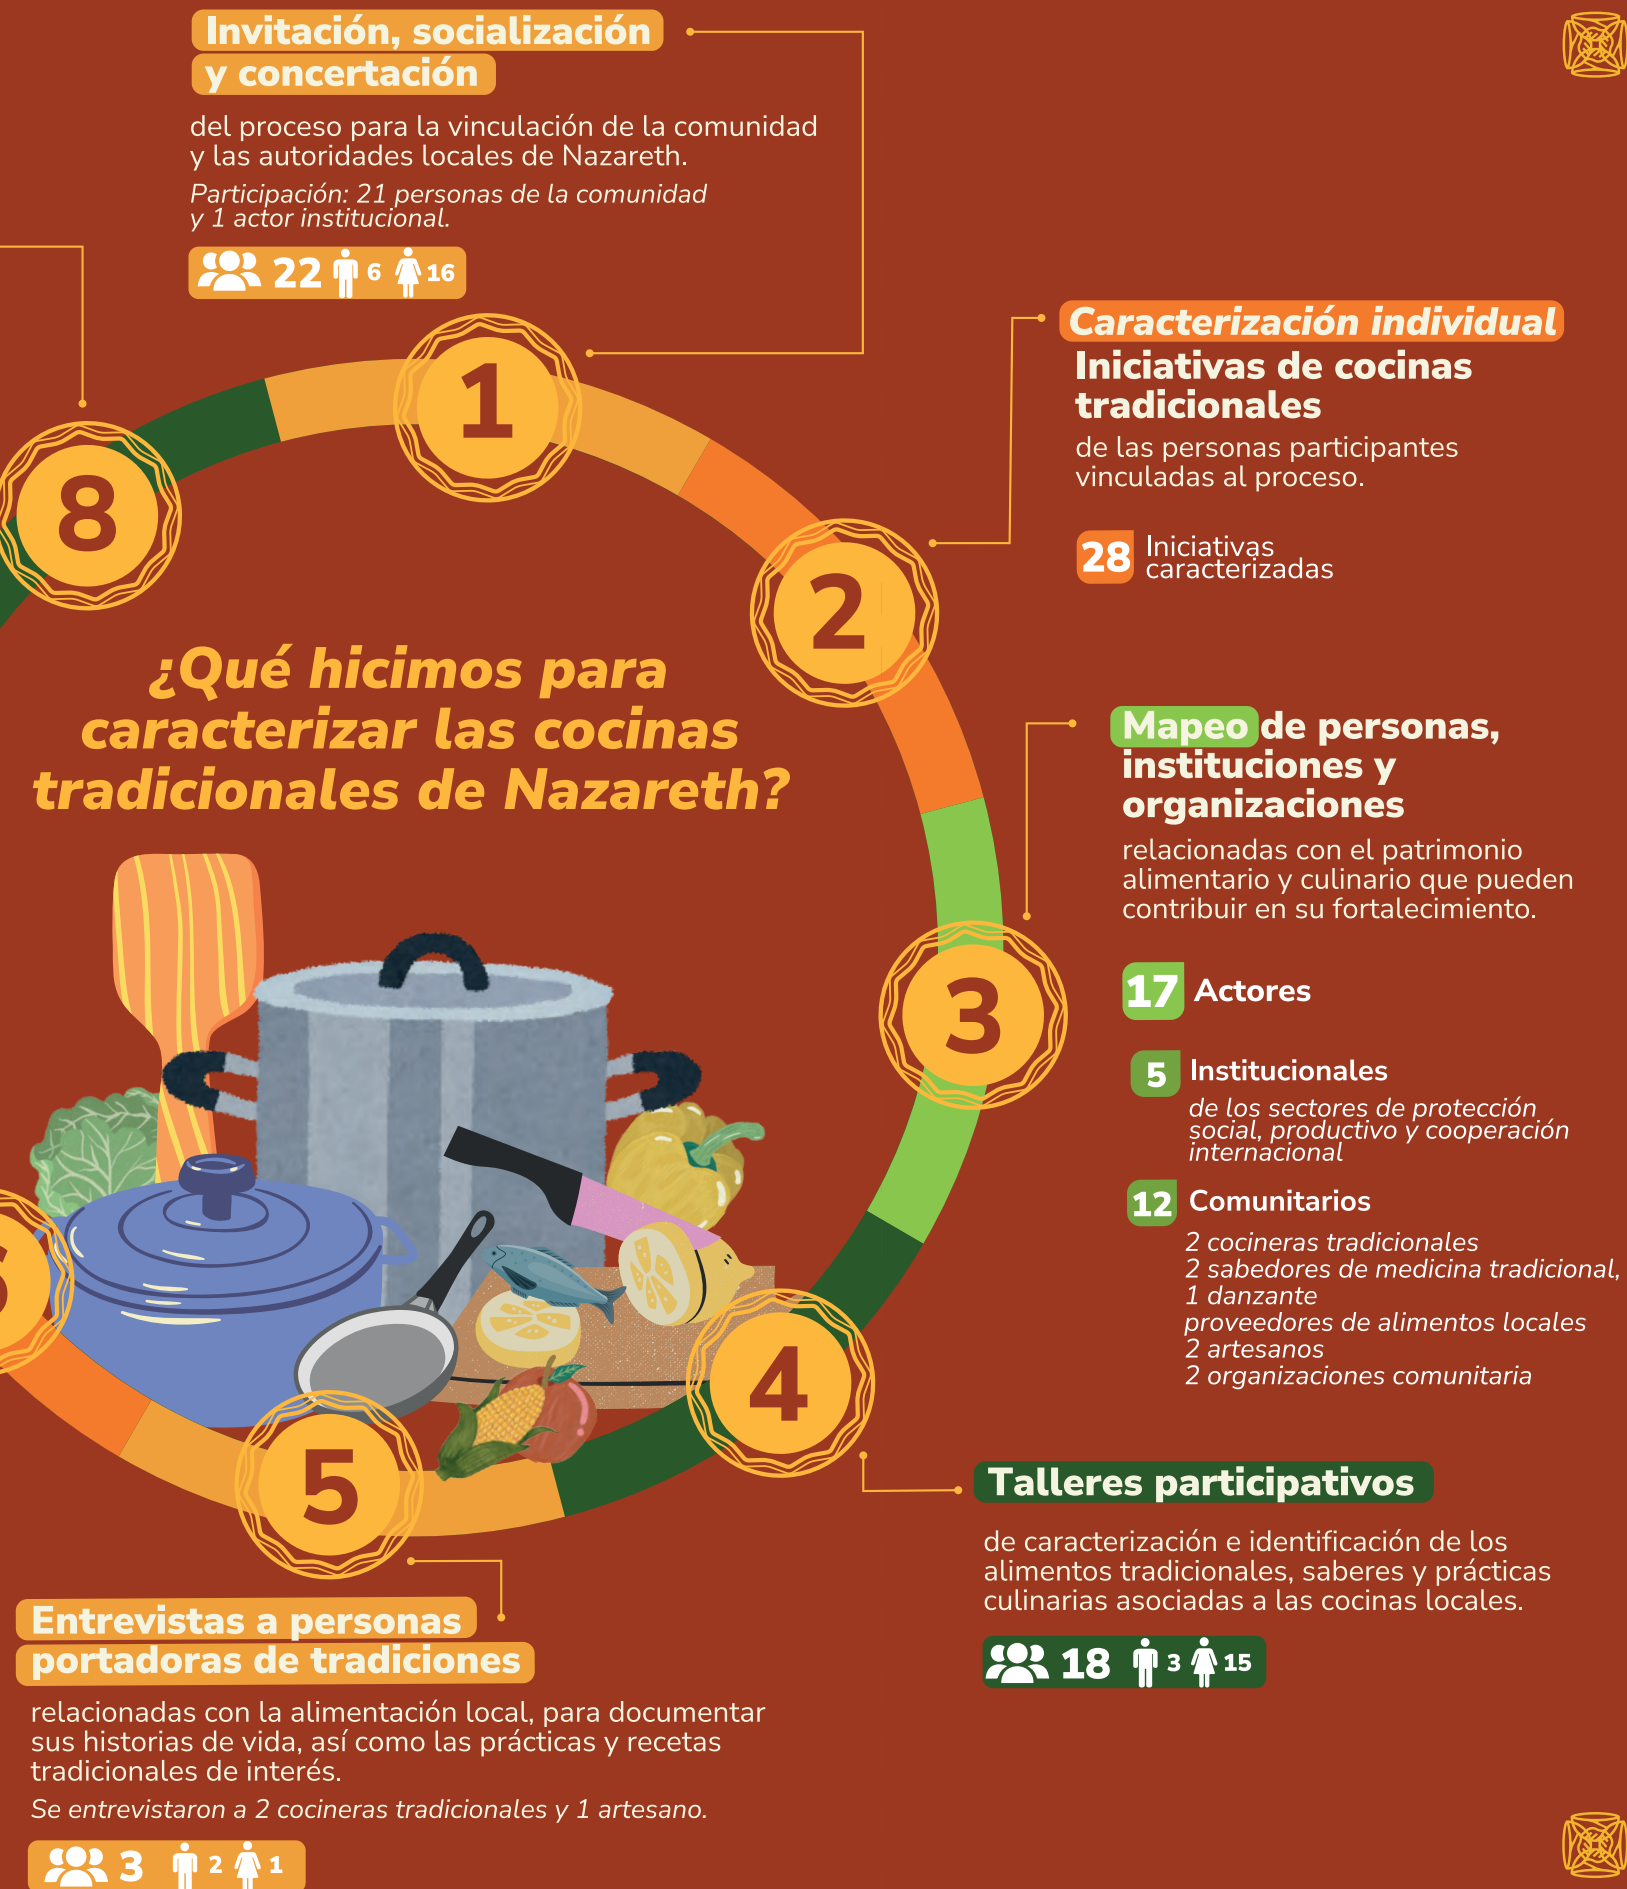 Invitación, socialización
y concertación
del proceso para la vinculación de la comunidad
y las autoridades locales de Nazareth.
Participación: 21 personas de la comunidad
y 1 actor institucional.
22 6 16
1
Caracterización individual
Iniciativas de cocinas
tradicionales
de las personas participantes
vinculadas al proceso.
28 Iniciativas
caracterizadas
2
8
¿Qué hicimos para
caracterizar las cocinas
tradicionales de Nazareth?
Mapeo de personas,
instituciones y
organizaciones
relacionadas con el patrimonio
alimentario y culinario que pueden
contribuir en su fortalecimiento.
17 Actores
5 Institucionales
de los sectores de protección
social, productivo y cooperación
internacional
12 Comunitarios
2 cocineras tradicionales
2 sabedores de medicina tradicional,
1 danzante
proveedores de alimentos locales
2 artesanos
2 organizaciones comunitaria
3
4
Talleres participativos
de caracterización e identificación de los
alimentos tradicionales, saberes y prácticas
culinarias asociadas a las cocinas locales.
18 3 15
5
Entrevistas a personas
portadoras de tradiciones
relacionadas con la alimentación local, para documentar
sus historias de vida, así como las prácticas y recetas
tradicionales de interés.
Se entrevistaron a 2 cocineras tradicionales y 1 artesano.
3 2 1